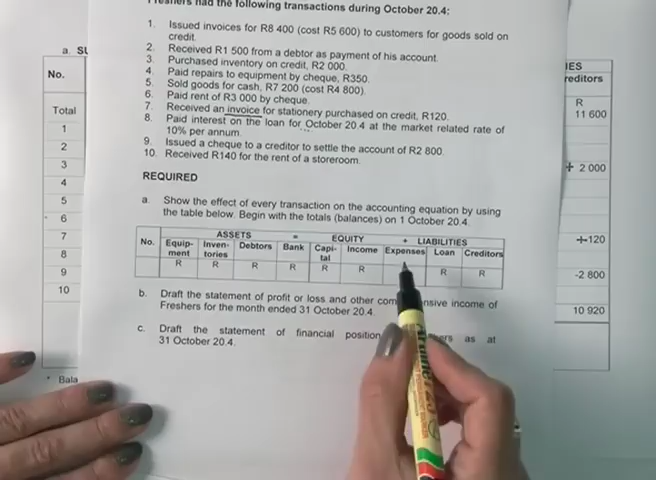 had the following transactions during October 20.4:
1. Issued invoices for R8 400 (cost R5 600) to customers for goods sold on
credit.
2. Received R1 500 from a debtor as payment of his account.
3. Purchased inventory on credit, R2 000.
4. Paid repairs to equipment by cheque, R350.
5. Sold goods for cash, R7 200 (cost R4 800).
6. Paid rent of R3 000 by cheque.
7. Received an invoice for stationery purchased on credit, R120.
8. Paid interest on the loan for October 20.4 at the market related rate of
10% per annum.
9. Issued a cheque to a creditor to settle the account of R2 800.
10. Received R140 for the rent of a storeroom.
REQUIRED
a. Show the effect of every transaction on the accounting equation by using
the table below. Begin with the totals (balances) on 1 October 20.4.
ASSETS = EQUITY + LIABILITIES
No. Equip- Inven- Debtors Bank Capi- Income Expenses Loan Creditors
ment tories tal
R R R R R R R R
b. Draft the statement of profit or loss and other income of
Freshers for the month ended 31 October 20.4.
c. Draft the statement of financial position as at
31 October 20.4.
a.
No.
Total
1
2
3
4
5
6
7
8
9
10
IES
reditors
R
11 600
+ 2 000
+120
-2 800
10 920